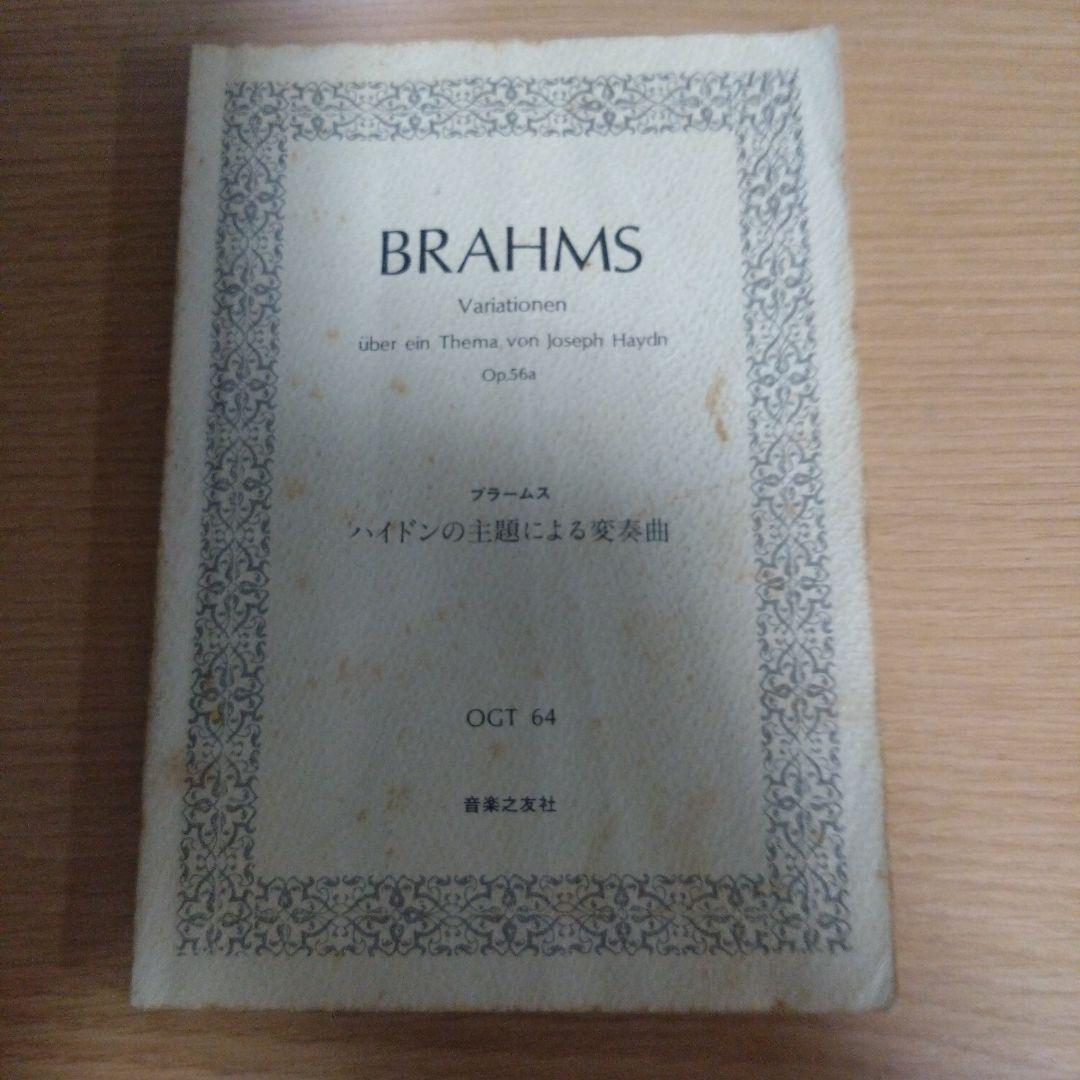 BRAHMS
Variationen
über ein Thema von Joseph Haydn
Op.56a
ブラームス
ハイドンの主題による変奏曲
OGT 64
音楽之友社